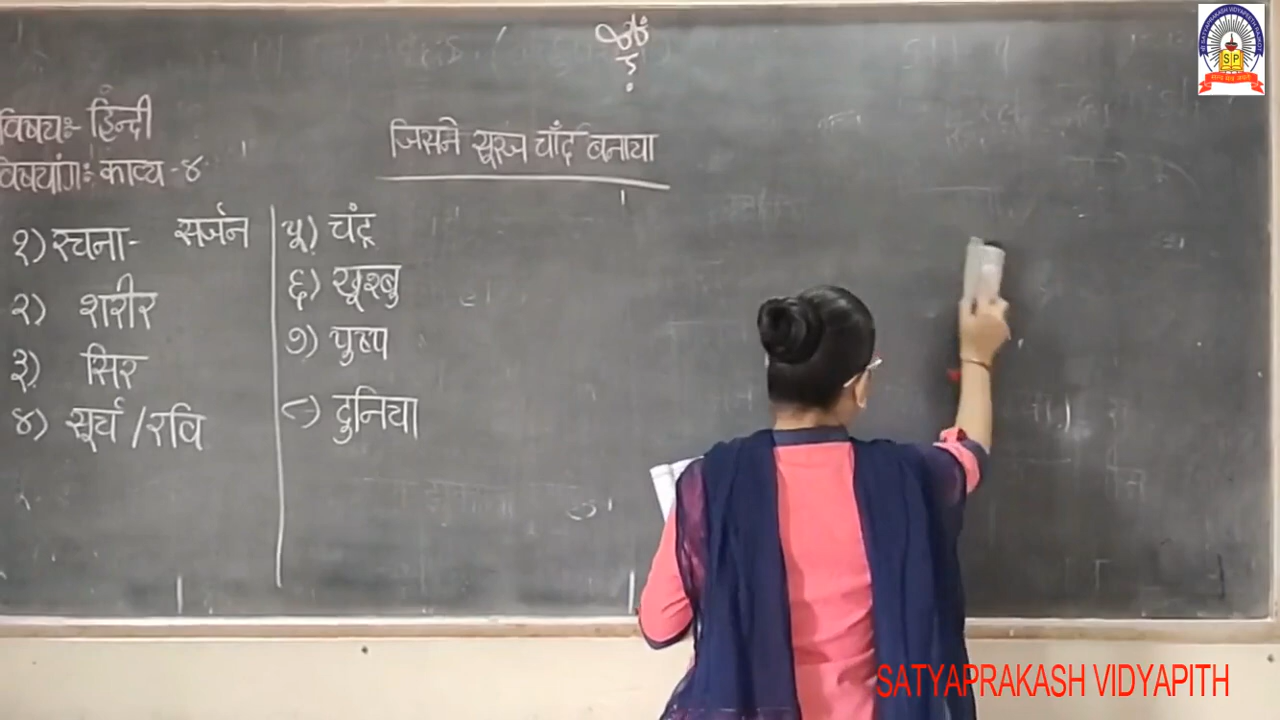 विषयः- हिन्दी
विषयांगः काव्य -४
जिसने सूरज चाँद बनाया
१) रचना- सर्जन
२) शरीर
३) सिर
४) सूर्य / रवि
५) चंद्र
६) खूश्बु
७) पुष्प
८) दुनिया
SP
SATYAPRAKASH VIDYAPITH